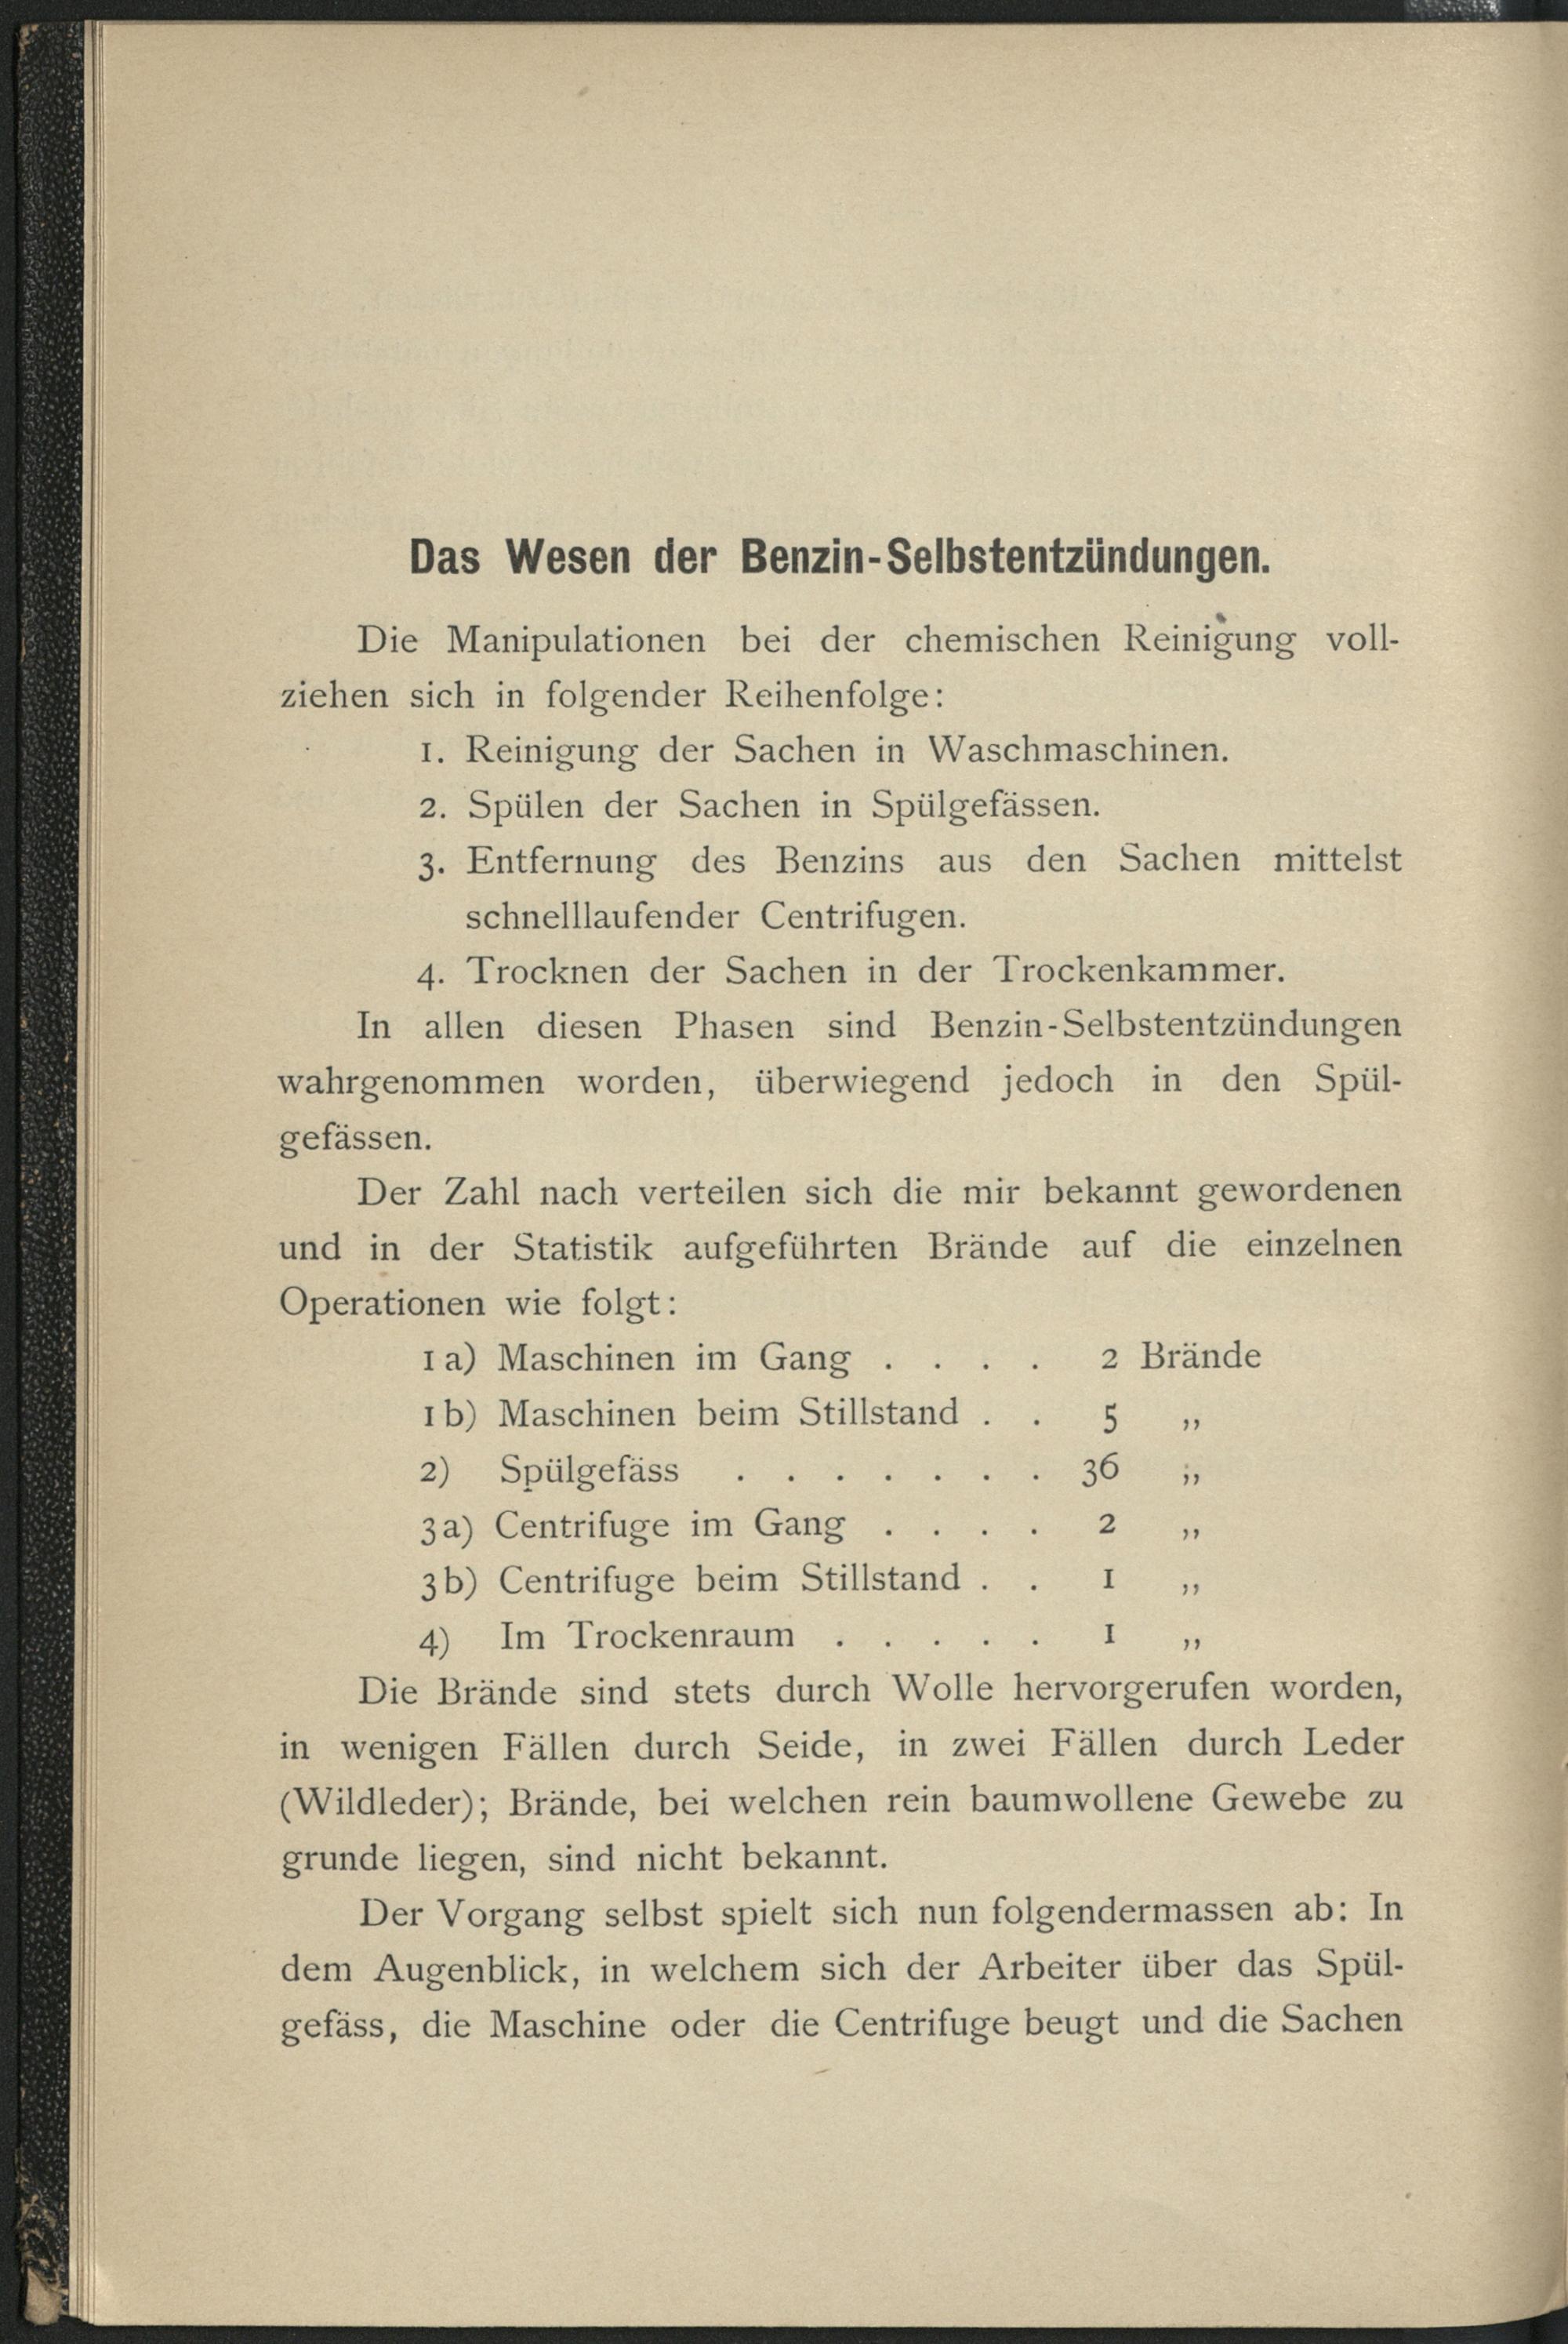 Das Wesen der Benzin-Selbstentzündungen.
Die Manipulationen bei der chemischen Reinigung voll-
ziehen sich in folgender Reihenfolge:
1. Reinigung der Sachen in Waschmaschinen.
2. Spülen der Sachen in Spülgefässen.
3. Entfernung des Benzins aus den Sachen mittelst
schnelllaufender Centrifugen.
4. Trocknen der Sachen in der Trockenkammer.
In allen diesen Phasen sind Benzin-Selbstentzündungen
wahrgenommen worden, überwiegend jedoch in den Spül-
gefässen.
Der Zahl nach verteilen sich die mir bekannt gewordenen
und in der Statistik aufgeführten Brände auf die einzelnen
Operationen wie folgt:
1 a) Maschinen im Gang . . . . 2 Brände
1 b) Maschinen beim Stillstand . . 5 „
2) Spülgefäss . . . . . . . 36 „
3 a) Centrifuge im Gang . . . . 2 „
3 b) Centrifuge beim Stillstand . . 1 „
4) Im Trockenraum . . . . . 1 „
Die Brände sind stets durch Wolle hervorgerufen worden,
in wenigen Fällen durch Seide, in zwei Fällen durch Leder
(Wildleder); Brände, bei welchen rein baumwollene Gewebe zu
grunde liegen, sind nicht bekannt.
Der Vorgang selbst spielt sich nun folgendermassen ab: In
dem Augenblick, in welchem sich der Arbeiter über das Spül-
gefäss, die Maschine oder die Centrifuge beugt und die Sachen